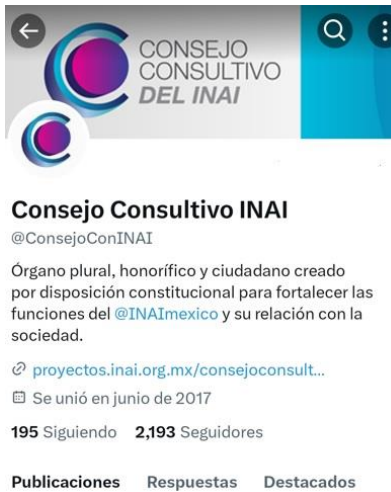 CONSEJO
CONSULTIVO
DEL INAI
Consejo Consultivo INAI
@ConsejoConINAI
Órgano plural, honorífico y ciudadano creado
por disposición constitucional para fortalecer las
funciones del @INAImexico y su relación con la
sociedad.
proyectos.inai.org.mx/consejoconsult...
Se unió en junio de 2017
195 Siguiendo 2,193 Seguidores
Publicaciones Respuestas Destacados